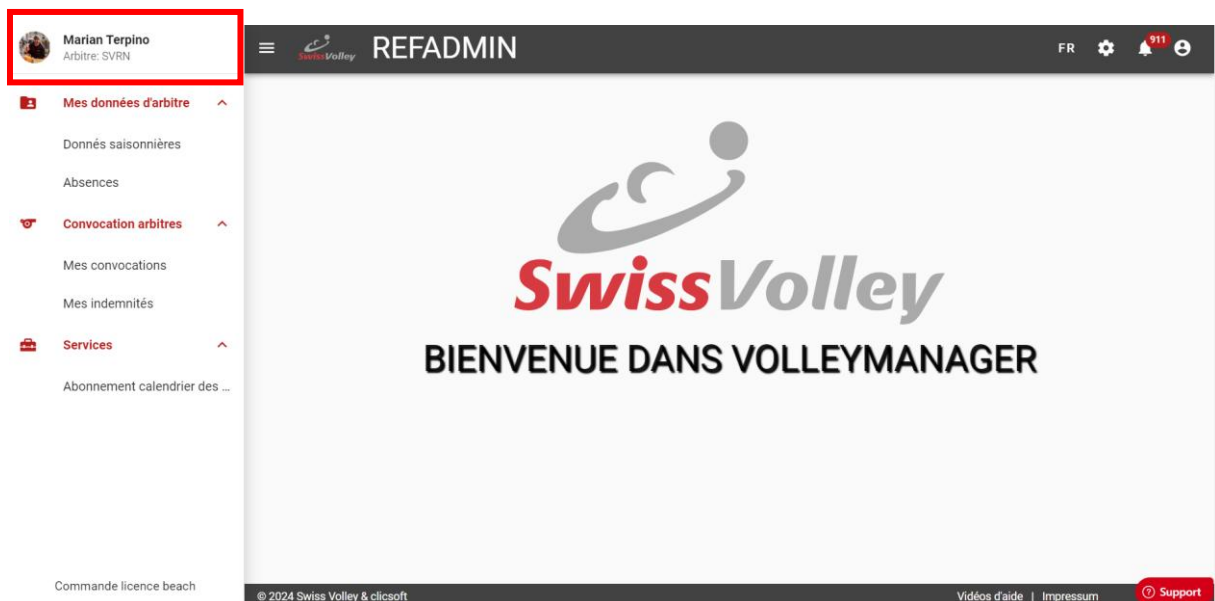 Marian Terpino
Arbitre: SVRN
SwissVolley REFADMIN
FR 911
Mes données d'arbitre
Donnés saisonnières
Absences
Convocation arbitres
Mes convocations
Mes indemnités
Services
Abonnement calendrier des ...
Commande licence beach
SwissVolley
BIENVENUE DANS VOLLEYMANAGER
© 2024 Swiss Volley & clicsoft
Vidéos d'aide | Impressum
Support